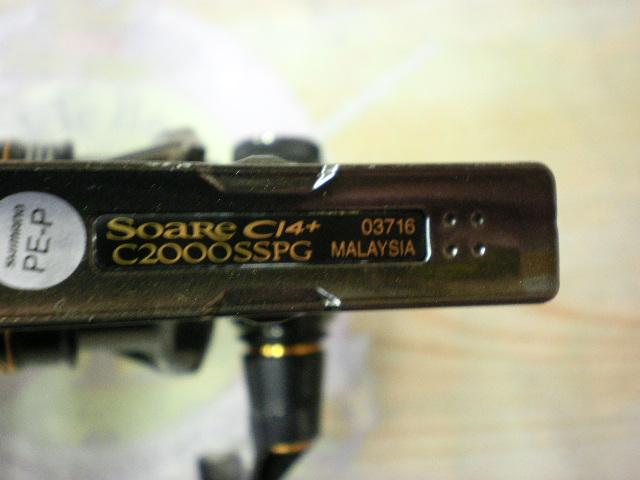 SHIMANO
PE-P
SOARE CI4+
C2000SSPG
03716
MALAYSIA